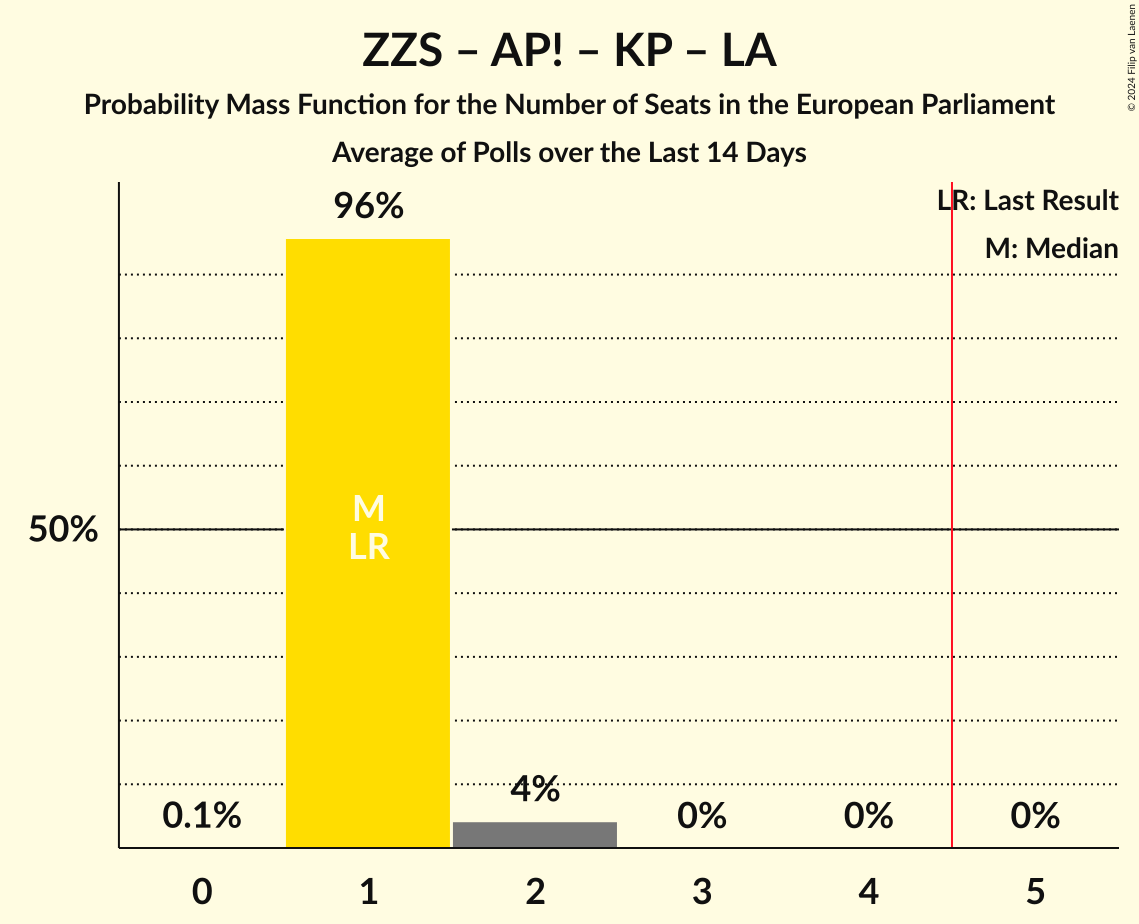 ZZS – AP! – KP – LA
Probability Mass Function for the Number of Seats in the European Parliament
Average of Polls over the Last 14 Days
© 2024 Filip van Laenen
LR: Last Result
M: Median
96%
50%
M
LR
0.1%
4%
0%
0%
0%
0
1
2
3
4
5